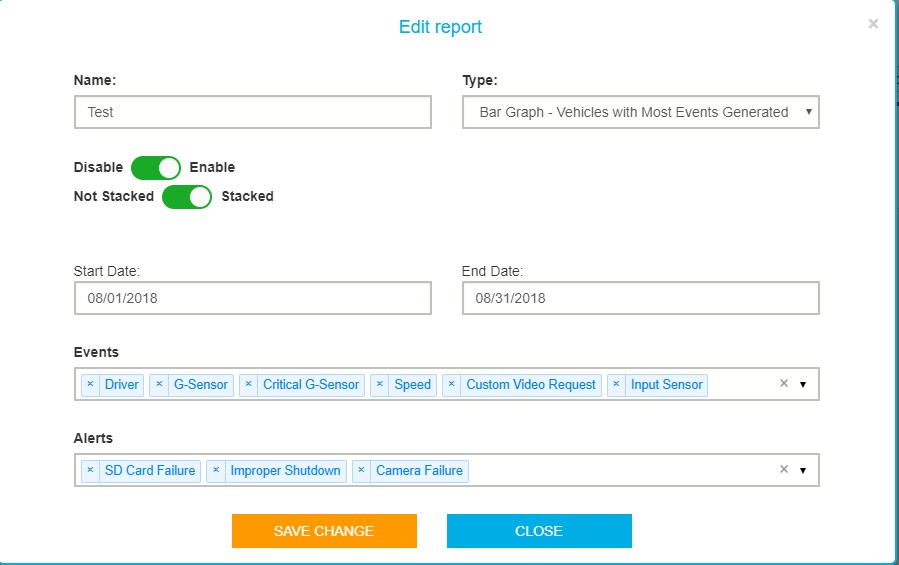 Edit report ×
Name: Type:
Test Bar Graph - Vehicles with Most Events Generated
Disable Enable
Not Stacked Stacked
Start Date: End Date:
08/01/2018 08/31/2018
Events
× Driver × G-Sensor × Critical G-Sensor × Speed × Custom Video Request × Input Sensor ×
Alerts
× SD Card Failure × Improper Shutdown × Camera Failure ×
SAVE CHANGE CLOSE